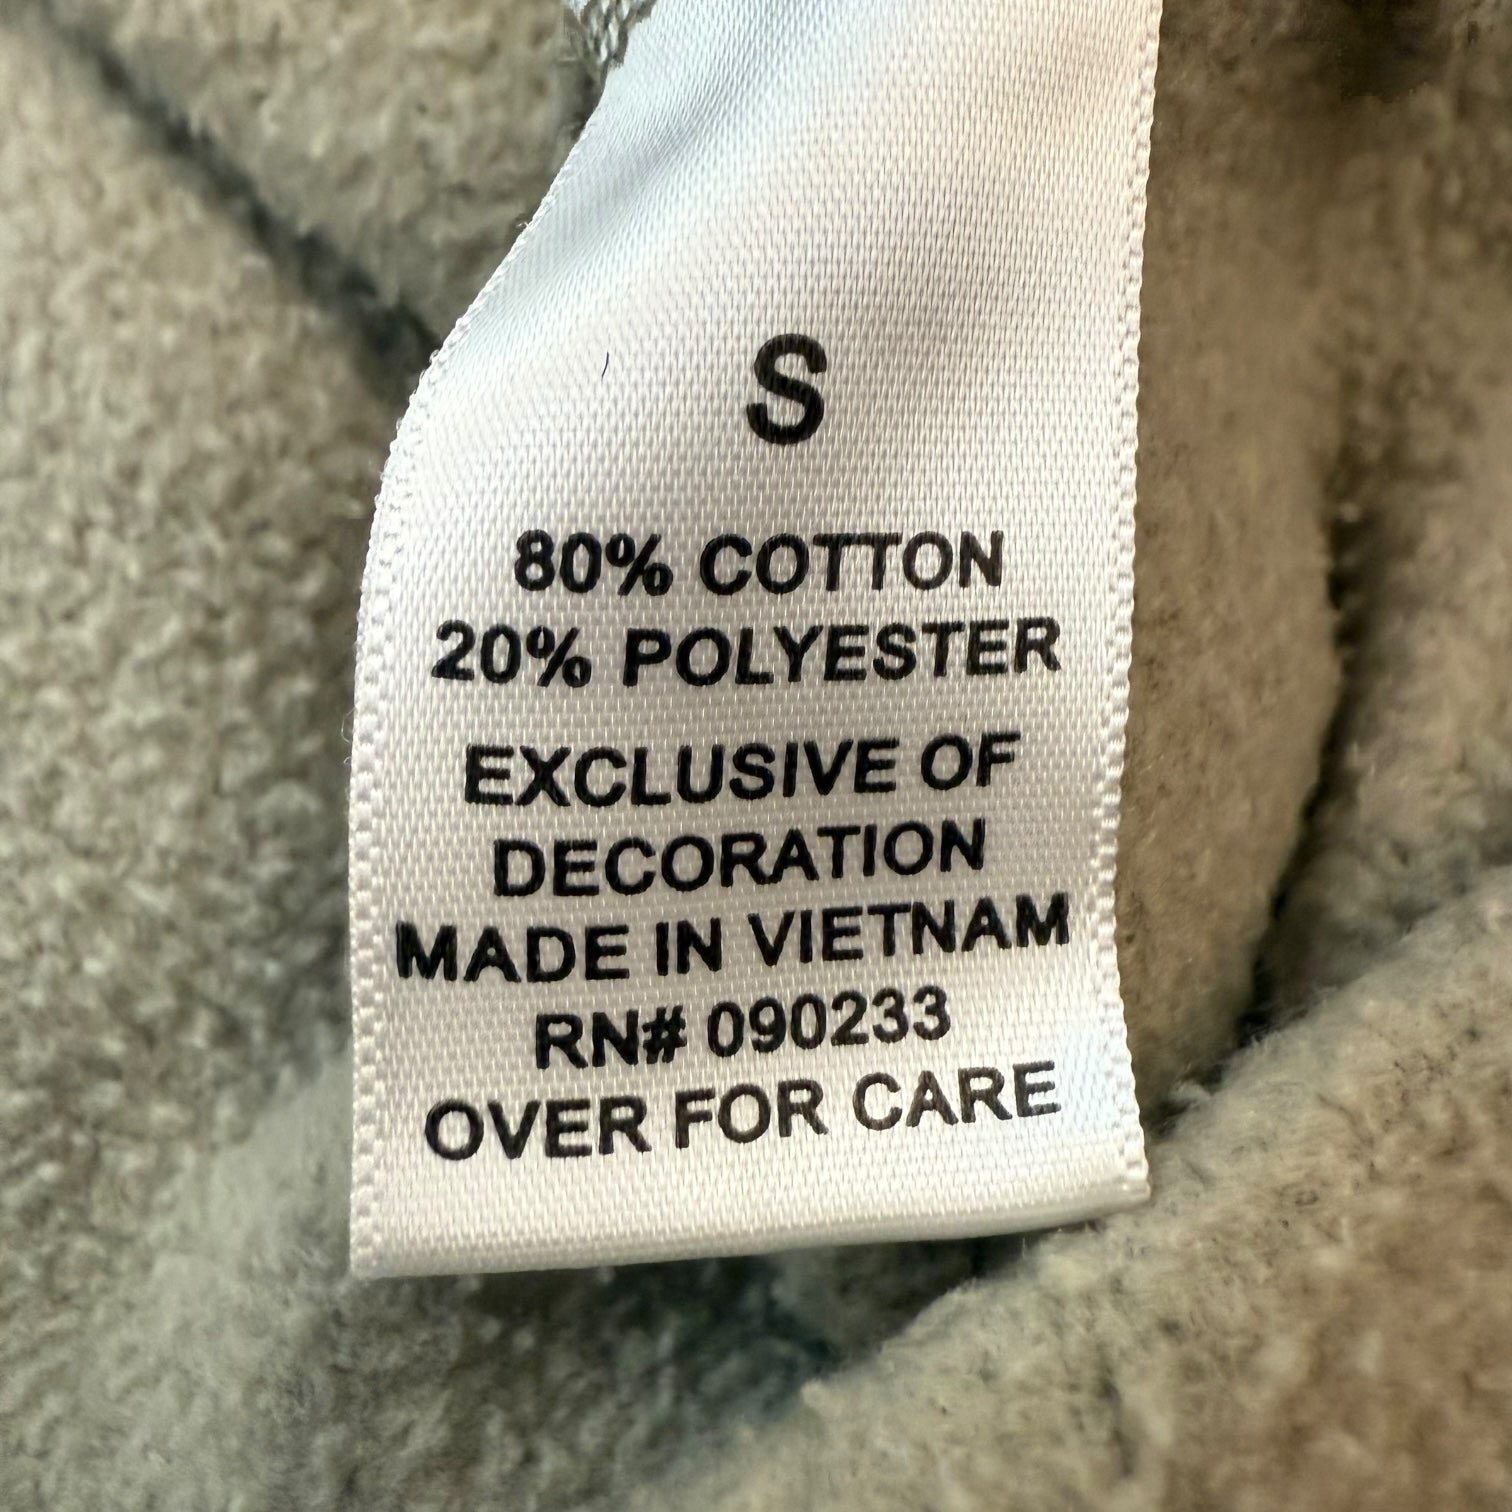 S
80% COTTON
20% POLYESTER
EXCLUSIVE OF
DECORATION
MADE IN VIETNAM
RN# 090233
OVER FOR CARE